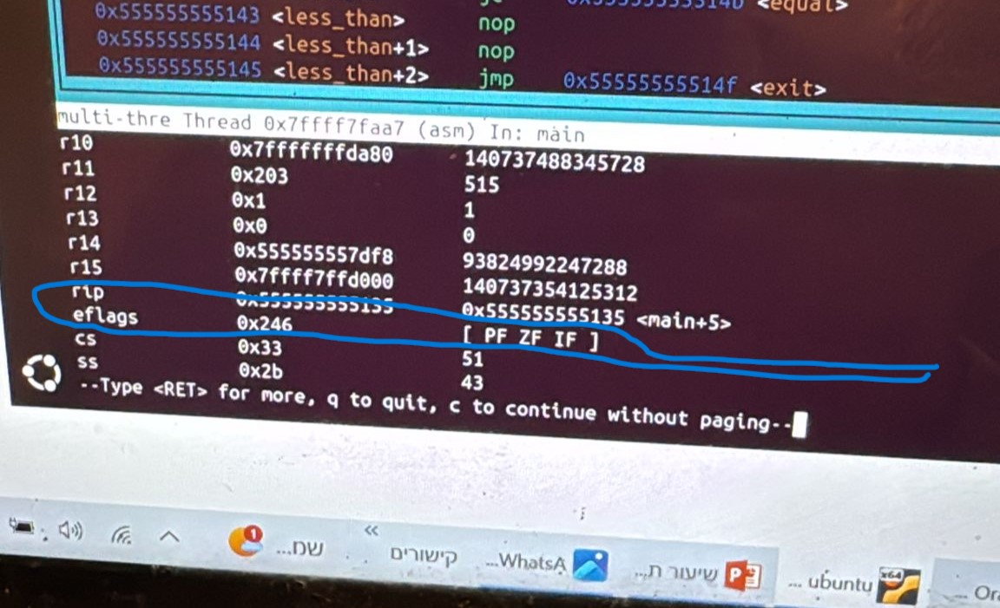 <equal>
0x555555555143 <less_than> nop
0x555555555144 <less_than+1> nop
0x555555555145 <less_than+2> jmp 0x55555555514f <exit>
multi-thre Thread 0x7ffff7faa7 (asm) In: main
r10 0x7fffffffda80 140737488345728
r11 0x203 515
r12 0x1 1
r13 0x0 0
r14 0x555555557df8 93824992247288
r15 0x7ffff7ffd000 140737354125312
rip 0x555555555135 0x555555555135 <main+5>
eflags 0x246 [ PF ZF IF ]
cs 0x33 51
ss 0x2b 43
--Type <RET> for more, q to quit, c to continue without paging--
1 שמ... קישורים WhatsA... שיעור ת... P ubuntu ... x64 Or